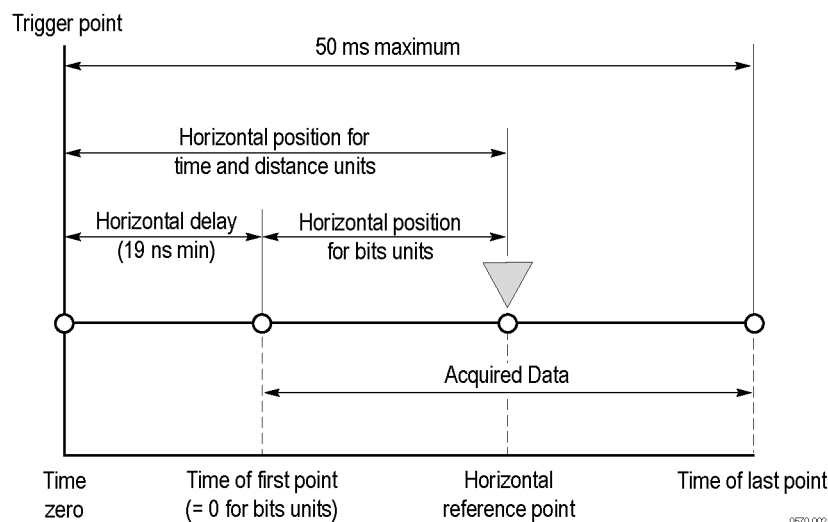 Trigger point
50 ms maximum
Horizontal position for
time and distance units
Horizontal delay
(19 ns min)
Horizontal position
for bits units
Acquired Data
Time
zero
Time of first point
(= 0 for bits units)
Horizontal
reference point
Time of last point